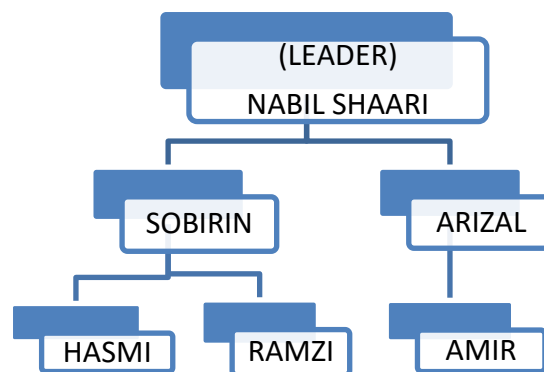 (LEADER)
NABIL SHAARI
SOBIRIN
ARIZAL
HASMI
RAMZI
AMIR